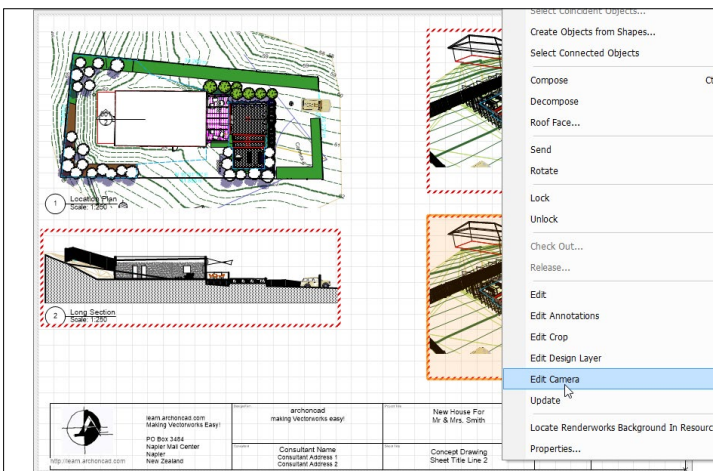 Select Coincident Objects...
Create Objects from Shapes...
Select Connected Objects
Compose Ct
Decompose
Roof Face...
Send
Rotate
Lock
Unlock
Check Out...
Release...
Edit
Edit Annotations
Edit Crop
Edit Design Layer
Edit Camera
Update
Locate Renderworks Background In Resourc
Properties...
1 Location Plan
Scale: 1:250
2 Long Section
Scale: 1:250
learn.archoncad.com
Making Vectorworks Easy!
PO Box 3484
Napier Mail Center
Napier
New Zealand
http://learn.archoncad.com
archoncad
making Vectorworks easy!
Consultant Name
Consultant Address 1
Consultant Address 2
New House For
Mr & Mrs. Smith
Concept Drawing
Sheet Title Line 2